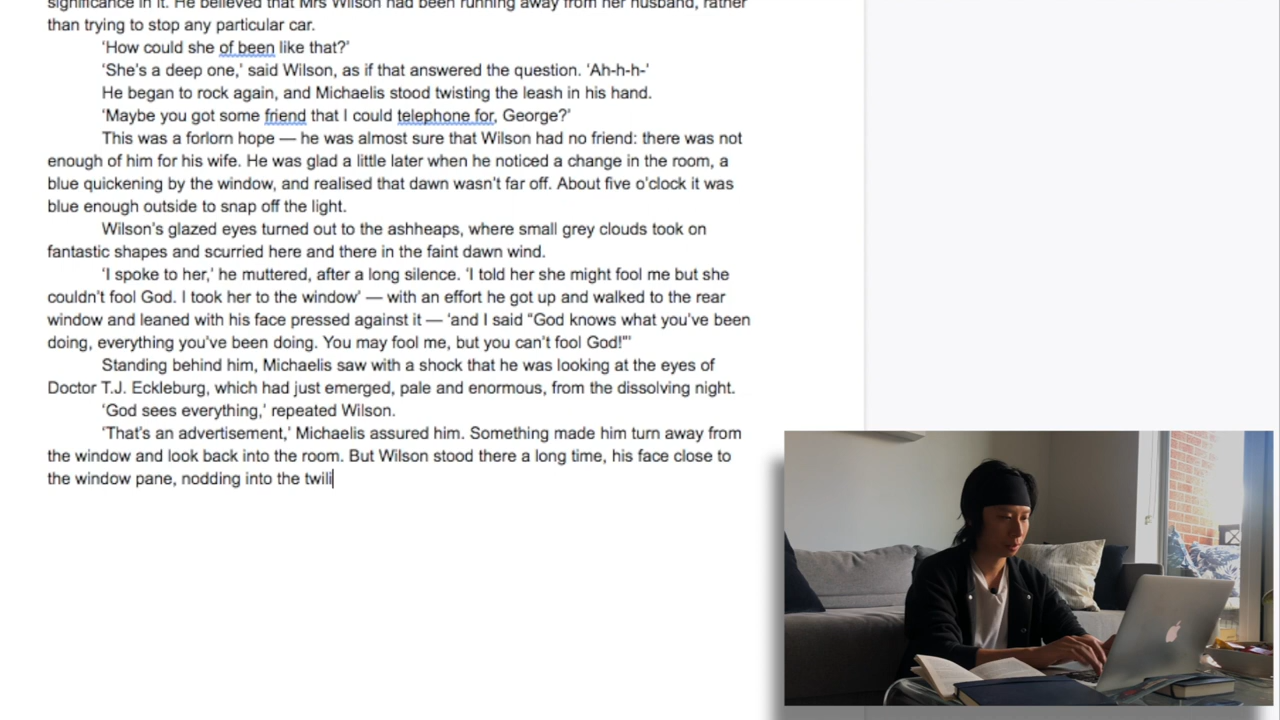 significance in it. He believed that Mrs Wilson had been running away from her husband, rather
than trying to stop any particular car.
‘How could she of been like that?’
‘She’s a deep one,’ said Wilson, as if that answered the question. ‘Ah-h-h-’
He began to rock again, and Michaelis stood twisting the leash in his hand.
‘Maybe you got some friend that I could telephone for, George?’
This was a forlorn hope — he was almost sure that Wilson had no friend: there was not
enough of him for his wife. He was glad a little later when he noticed a change in the room, a
blue quickening by the window, and realised that dawn wasn’t far off. About five o’clock it was
blue enough outside to snap off the light.
Wilson’s glazed eyes turned out to the ashheaps, where small grey clouds took on
fantastic shapes and scurried here and there in the faint dawn wind.
‘I spoke to her,’ he muttered, after a long silence. ‘I told her she might fool me but she
couldn’t fool God. I took her to the window’ — with an effort he got up and walked to the rear
window and leaned with his face pressed against it — ‘and I said “God knows what you’ve been
doing, everything you’ve been doing. You may fool me, but you can’t fool God!”’
Standing behind him, Michaelis saw with a shock that he was looking at the eyes of
Doctor T.J. Eckleburg, which had just emerged, pale and enormous, from the dissolving night.
‘God sees everything,’ repeated Wilson.
‘That’s an advertisement,’ Michaelis assured him. Something made him turn away from
the window and look back into the room. But Wilson stood there a long time, his face close to
the window pane, nodding into the twili